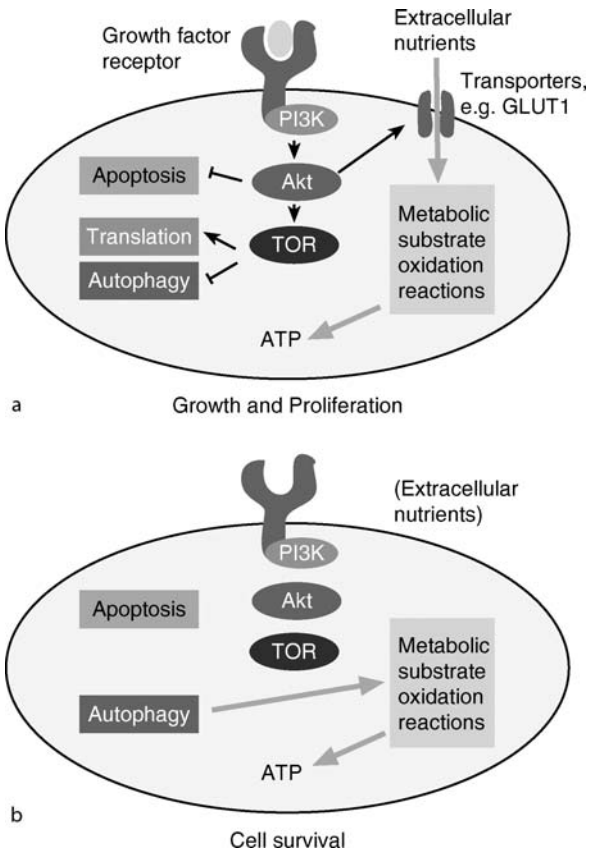 a
Growth factor
receptor
Extracellular
nutrients
Transporters,
e.g. GLUT1
PI3K
Apoptosis
Akt
Translation
TOR
Autophagy
Metabolic
substrate
oxidation
reactions
ATP
Growth and Proliferation
b
(Extracellular
nutrients)
PI3K
Apoptosis
Akt
TOR
Metabolic
substrate
oxidation
reactions
Autophagy
ATP
Cell survival